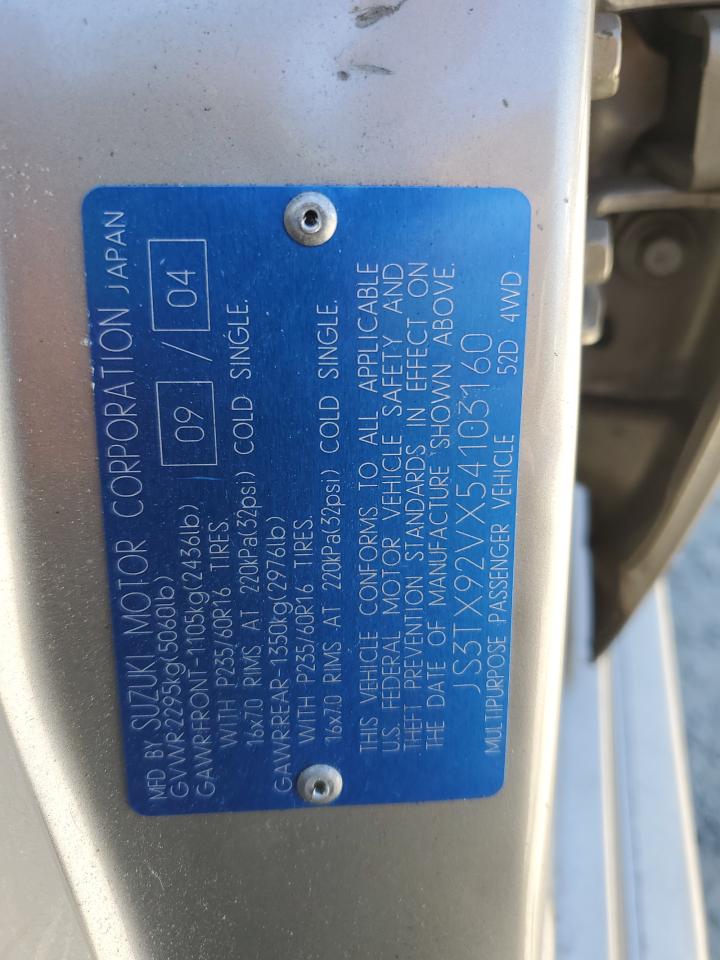 MFD BY SUZUKI MOTOR CORPORATION JAPAN
GVWR:2295kg(5060lb) 09 / 04
GAWR:FRONT-1105kg(2436lb)
WITH P235/60R16 TIRES.
16x7.0 RIMS AT 220kPa(32psi) COLD SINGLE.
GAWR:REAR-1350kg(2976lb)
WITH P235/60R16 TIRES.
16x7.0 RIMS AT 220kPa(32psi) COLD SINGLE.
THIS VEHICLE CONFORMS TO ALL APPLICABLE
U.S. FEDERAL MOTOR VEHICLE SAFETY AND
THEFT PREVENTION STANDARDS IN EFFECT ON
THE DATE OF MANUFACTURE SHOWN ABOVE.
JS3TX92VX54103160
MULTIPURPOSE PASSENGER VEHICLE 52D 4WD